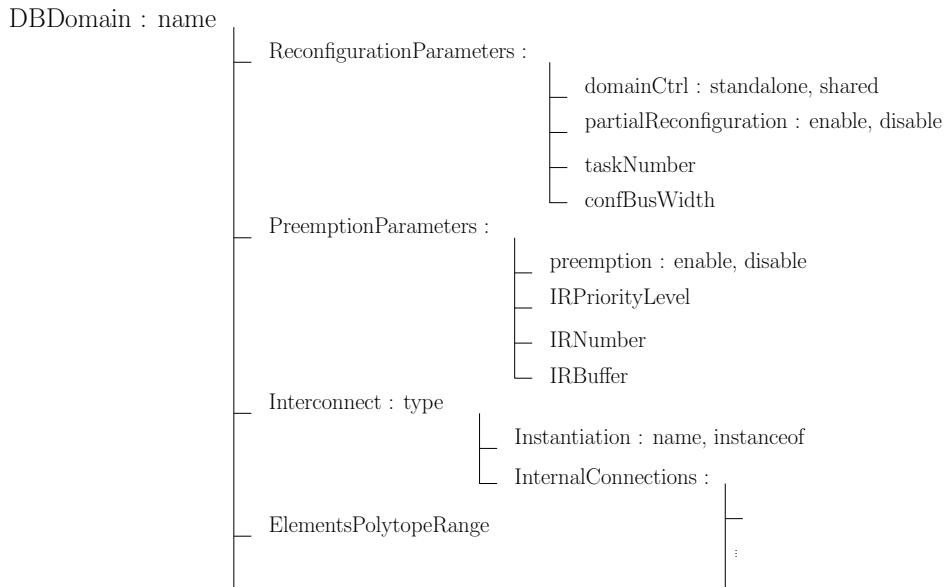 DBDomain : name
ReconfigurationParameters :
domainCtrl : standalone, shared
partialReconfiguration : enable, disable
taskNumber
confBusWidth
PreemptionParameters :
preemption : enable, disable
IRPriorityLevel
IRNumber
IRBuffer
Interconnect : type
Instantiation : name, instanceof
InternalConnections :
ElementsPolytopeRange
⋮